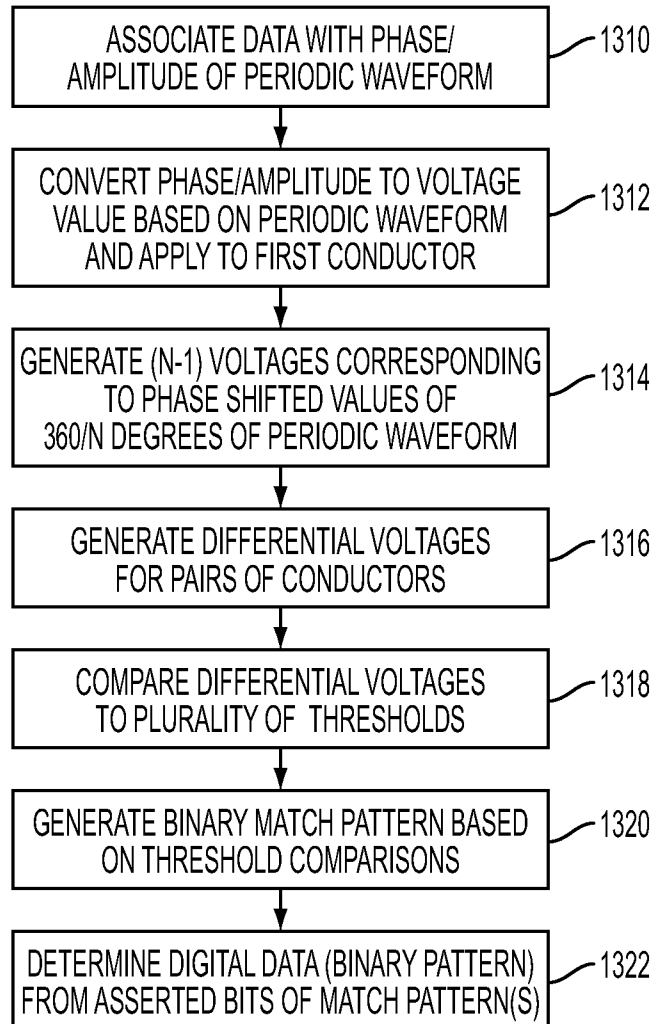 ASSOCIATE DATA WITH PHASE/
AMPLITUDE OF PERIODIC WAVEFORM
1310
CONVERT PHASE/AMPLITUDE TO VOLTAGE
VALUE BASED ON PERIODIC WAVEFORM
AND APPLY TO FIRST CONDUCTOR
1312
GENERATE (N-1) VOLTAGES CORRESPONDING
TO PHASE SHIFTED VALUES OF
360/N DEGREES OF PERIODIC WAVEFORM
1314
GENERATE DIFFERENTIAL VOLTAGES
FOR PAIRS OF CONDUCTORS
1316
COMPARE DIFFERENTIAL VOLTAGES
TO PLURALITY OF THRESHOLDS
1318
GENERATE BINARY MATCH PATTERN BASED
ON THRESHOLD COMPARISONS
1320
DETERMINE DIGITAL DATA (BINARY PATTERN)
FROM ASSERTED BITS OF MATCH PATTERN(S)
1322